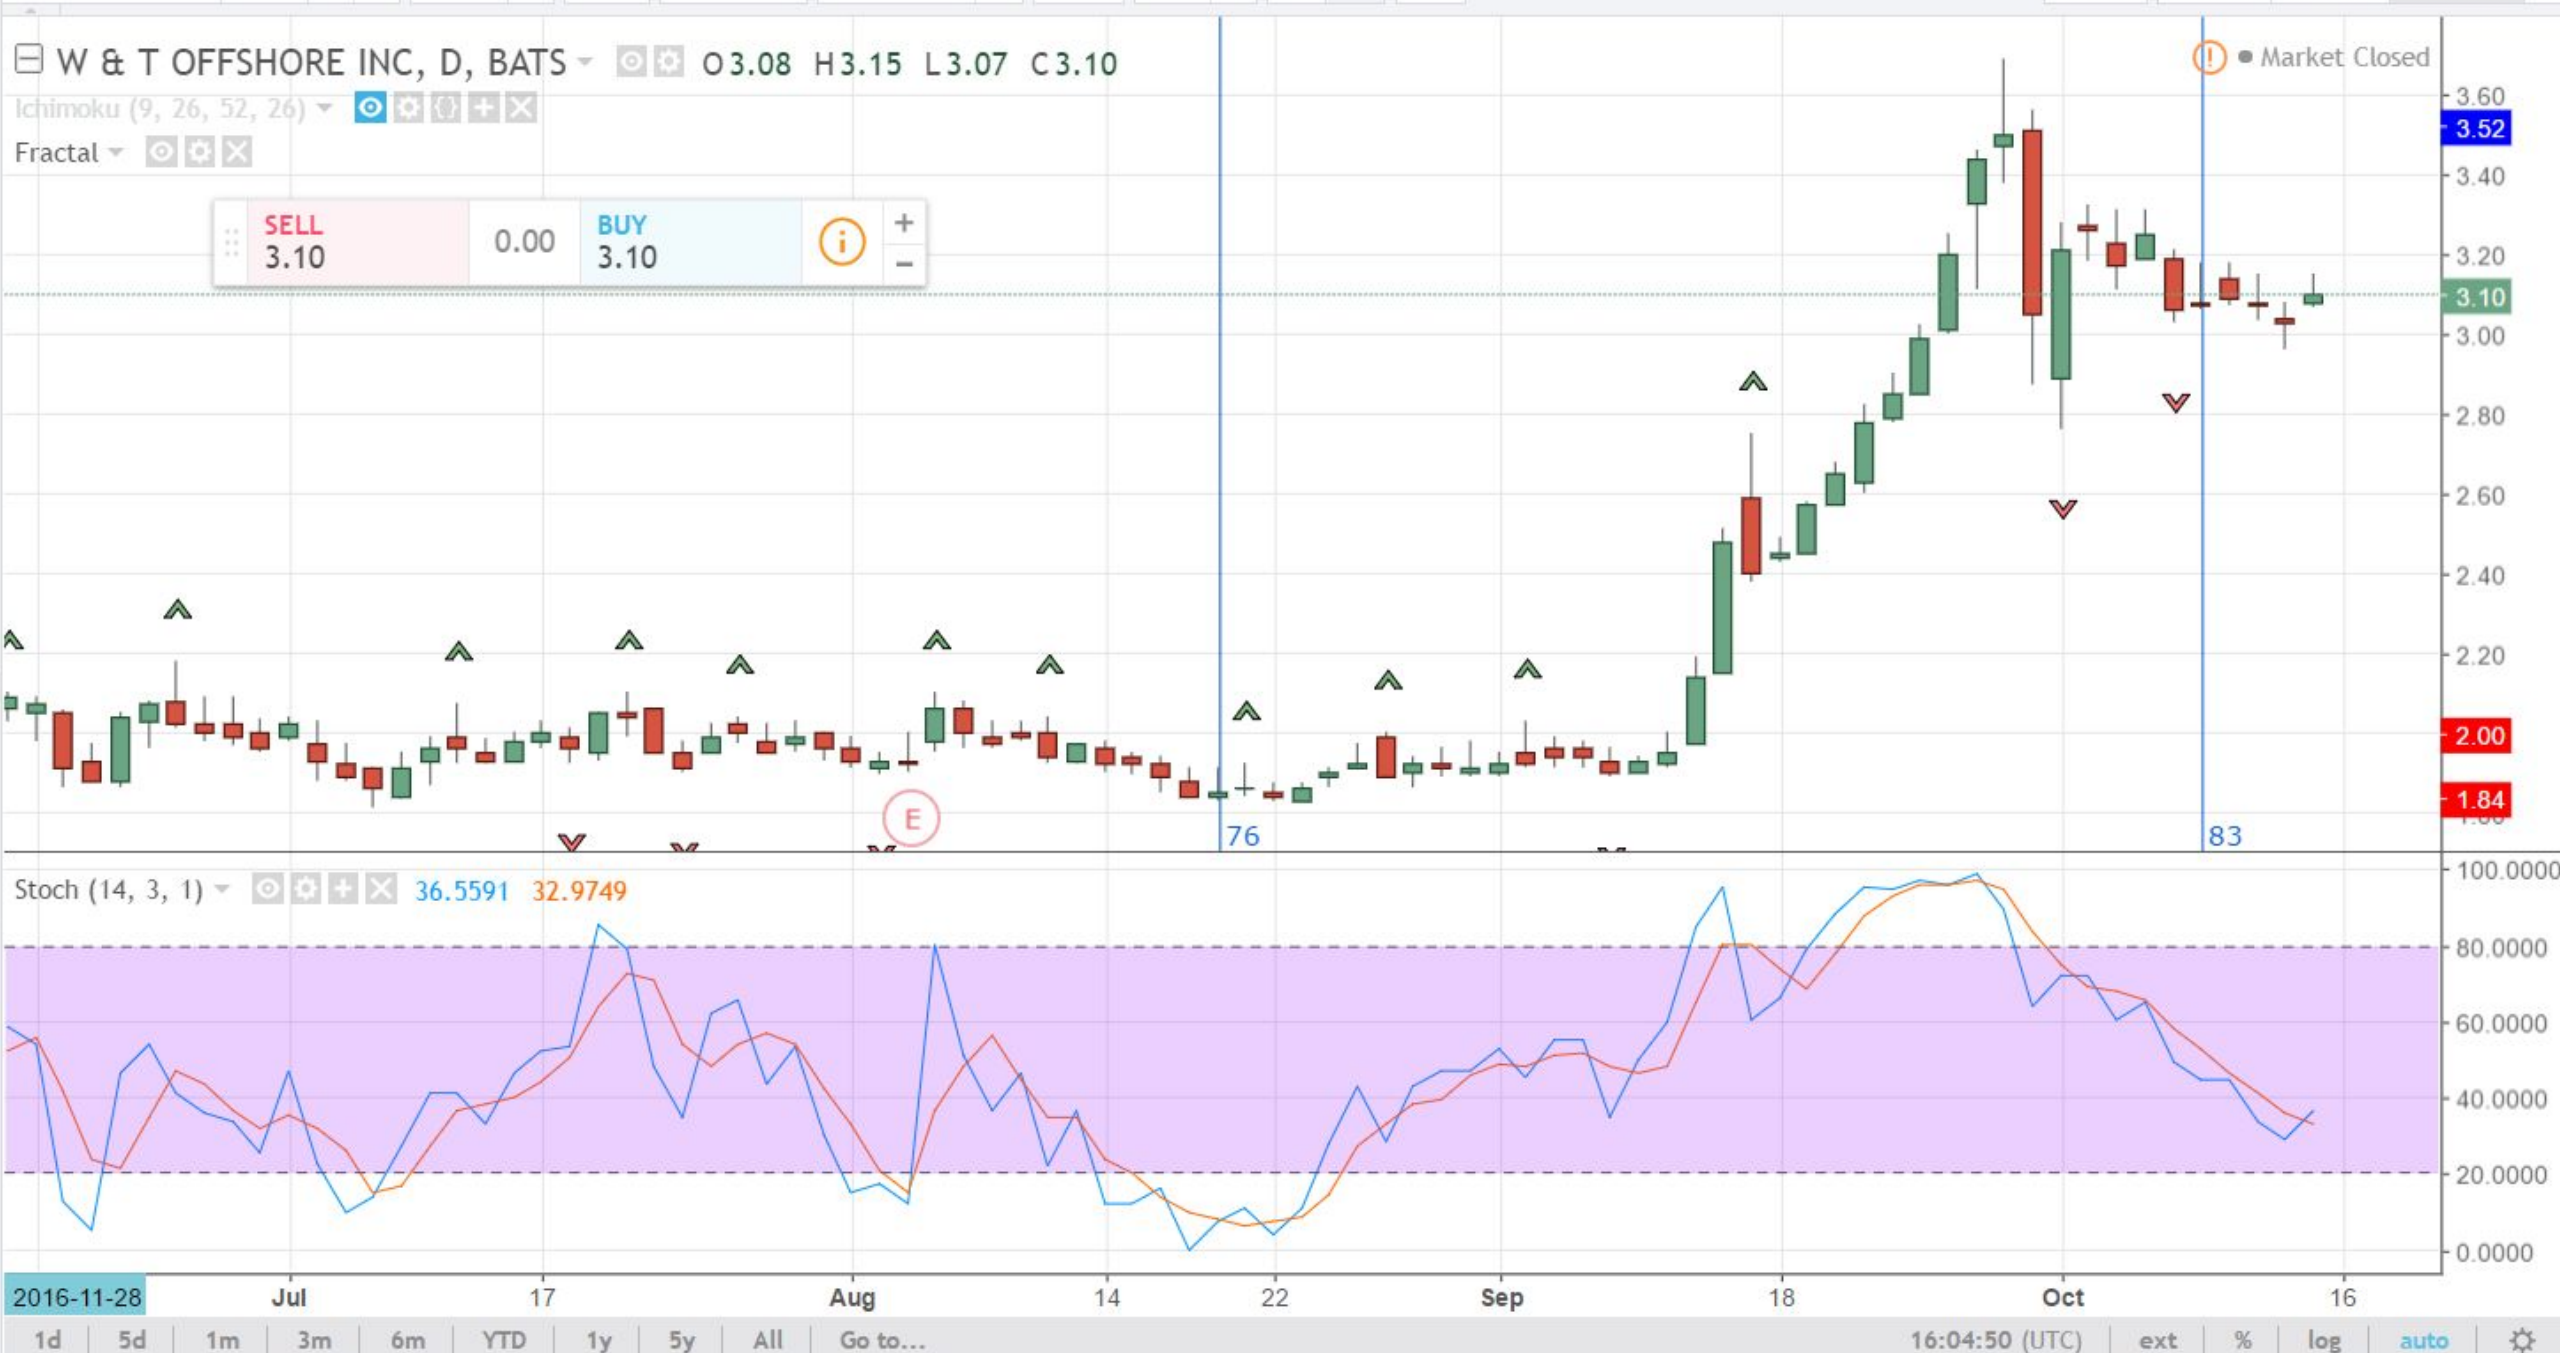 W & T OFFSHORE INC, D, BATS O3.08 H3.15 L3.07 C3.10
! Market Closed
Ichimoku (9, 26, 52, 26)
Fractal
SELL
3.10
0.00
BUY
3.10
i
+
−
3.60
3.52
3.40
3.20
3.10
3.00
2.80
2.60
2.40
2.20
2.00
1.84
E
76
83
Stoch (14, 3, 1) 36.5591 32.9749
100.0000
80.0000
60.0000
40.0000
20.0000
0.0000
2016-11-28 Jul 17 Aug 14 22 Sep 18 Oct 16
1d 5d 1m 3m 6m YTD 1y 5y All Go to... 16:04:50 (UTC) ext % log auto